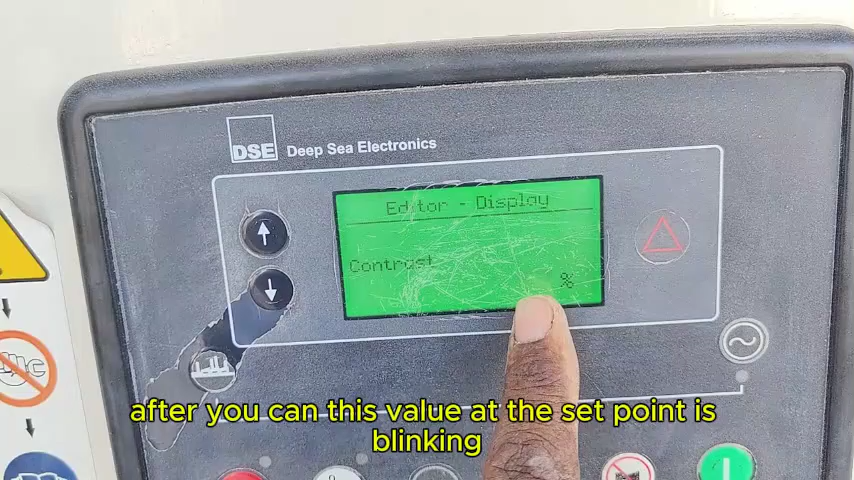 DSE Deep Sea Electronics
Editor - Display
Contrast
%
after you can this value at the set point is
blinking